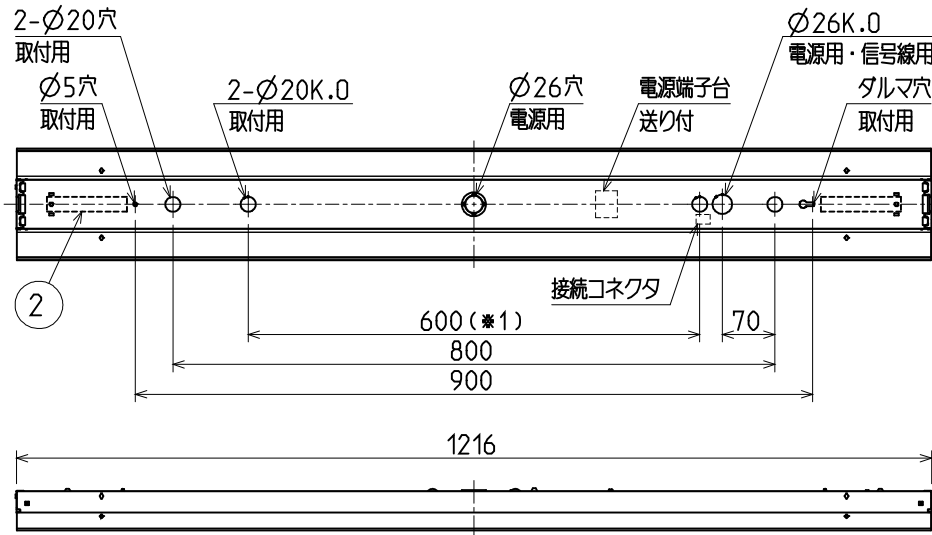 2-Ø20穴
取付用
Ø5穴
取付用
2-Ø20K.O
取付用
Ø26穴
電源用
電源端子台
送り付
Ø26K.O
電源用・信号線用
ダルマ穴
取付用
2
接続コネクタ
600(※1)
70
800
900
1216